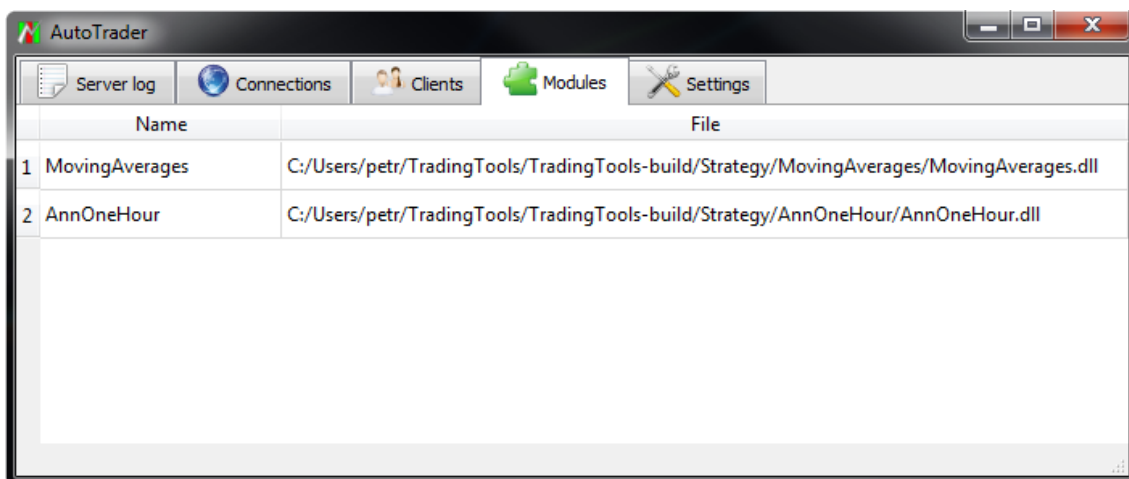 AutoTrader
Server log Connections Clients Modules Settings
Name File
1 MovingAverages C:/Users/petr/TradingTools/TradingTools-build/Strategy/MovingAverages/MovingAverages.dll
2 AnnOneHour C:/Users/petr/TradingTools/TradingTools-build/Strategy/AnnOneHour/AnnOneHour.dll